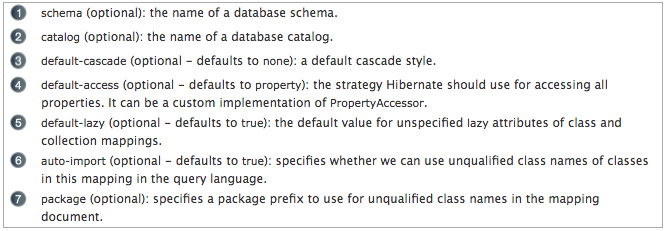 1 schema (optional): the name of a database schema.
2 catalog (optional): the name of a database catalog.
3 default-cascade (optional – defaults to none): a default cascade style.
4 default-access (optional – defaults to property): the strategy Hibernate should use for accessing all
properties. It can be a custom implementation of PropertyAccessor.
5 default-lazy (optional – defaults to true): the default value for unspecified lazy attributes of class and
collection mappings.
6 auto-import (optional – defaults to true): specifies whether we can use unqualified class names of classes
in this mapping in the query language.
7 package (optional): specifies a package prefix to use for unqualified class names in the mapping
document.